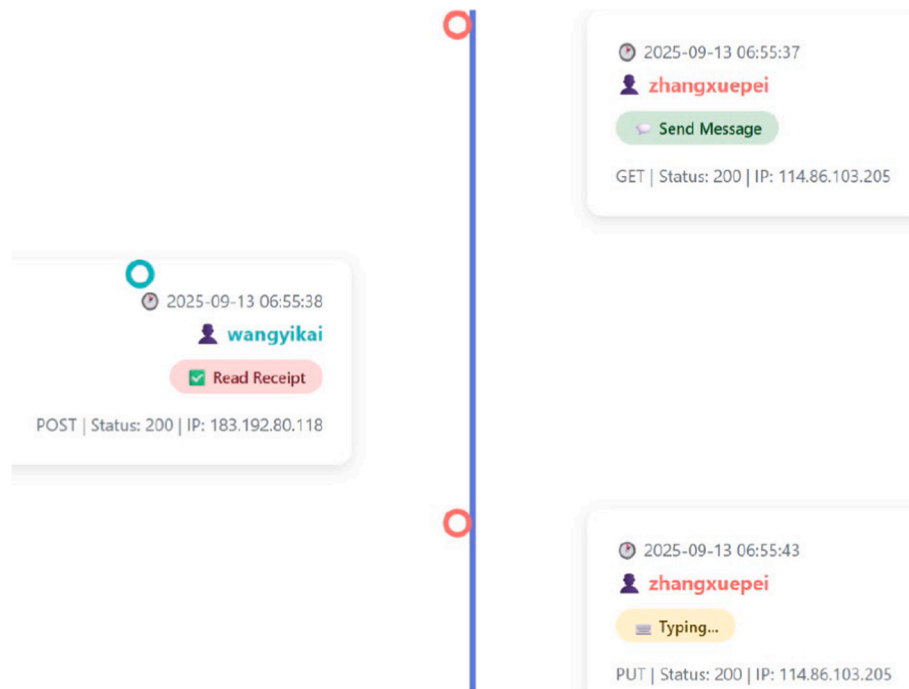 2025-09-13 06:55:37
zhangxuepei
Send Message
GET | Status: 200 | IP: 114.86.103.205
2025-09-13 06:55:38
wangyikai
Read Receipt
POST | Status: 200 | IP: 183.192.80.118
2025-09-13 06:55:43
zhangxuepei
Typing...
PUT | Status: 200 | IP: 114.86.103.205